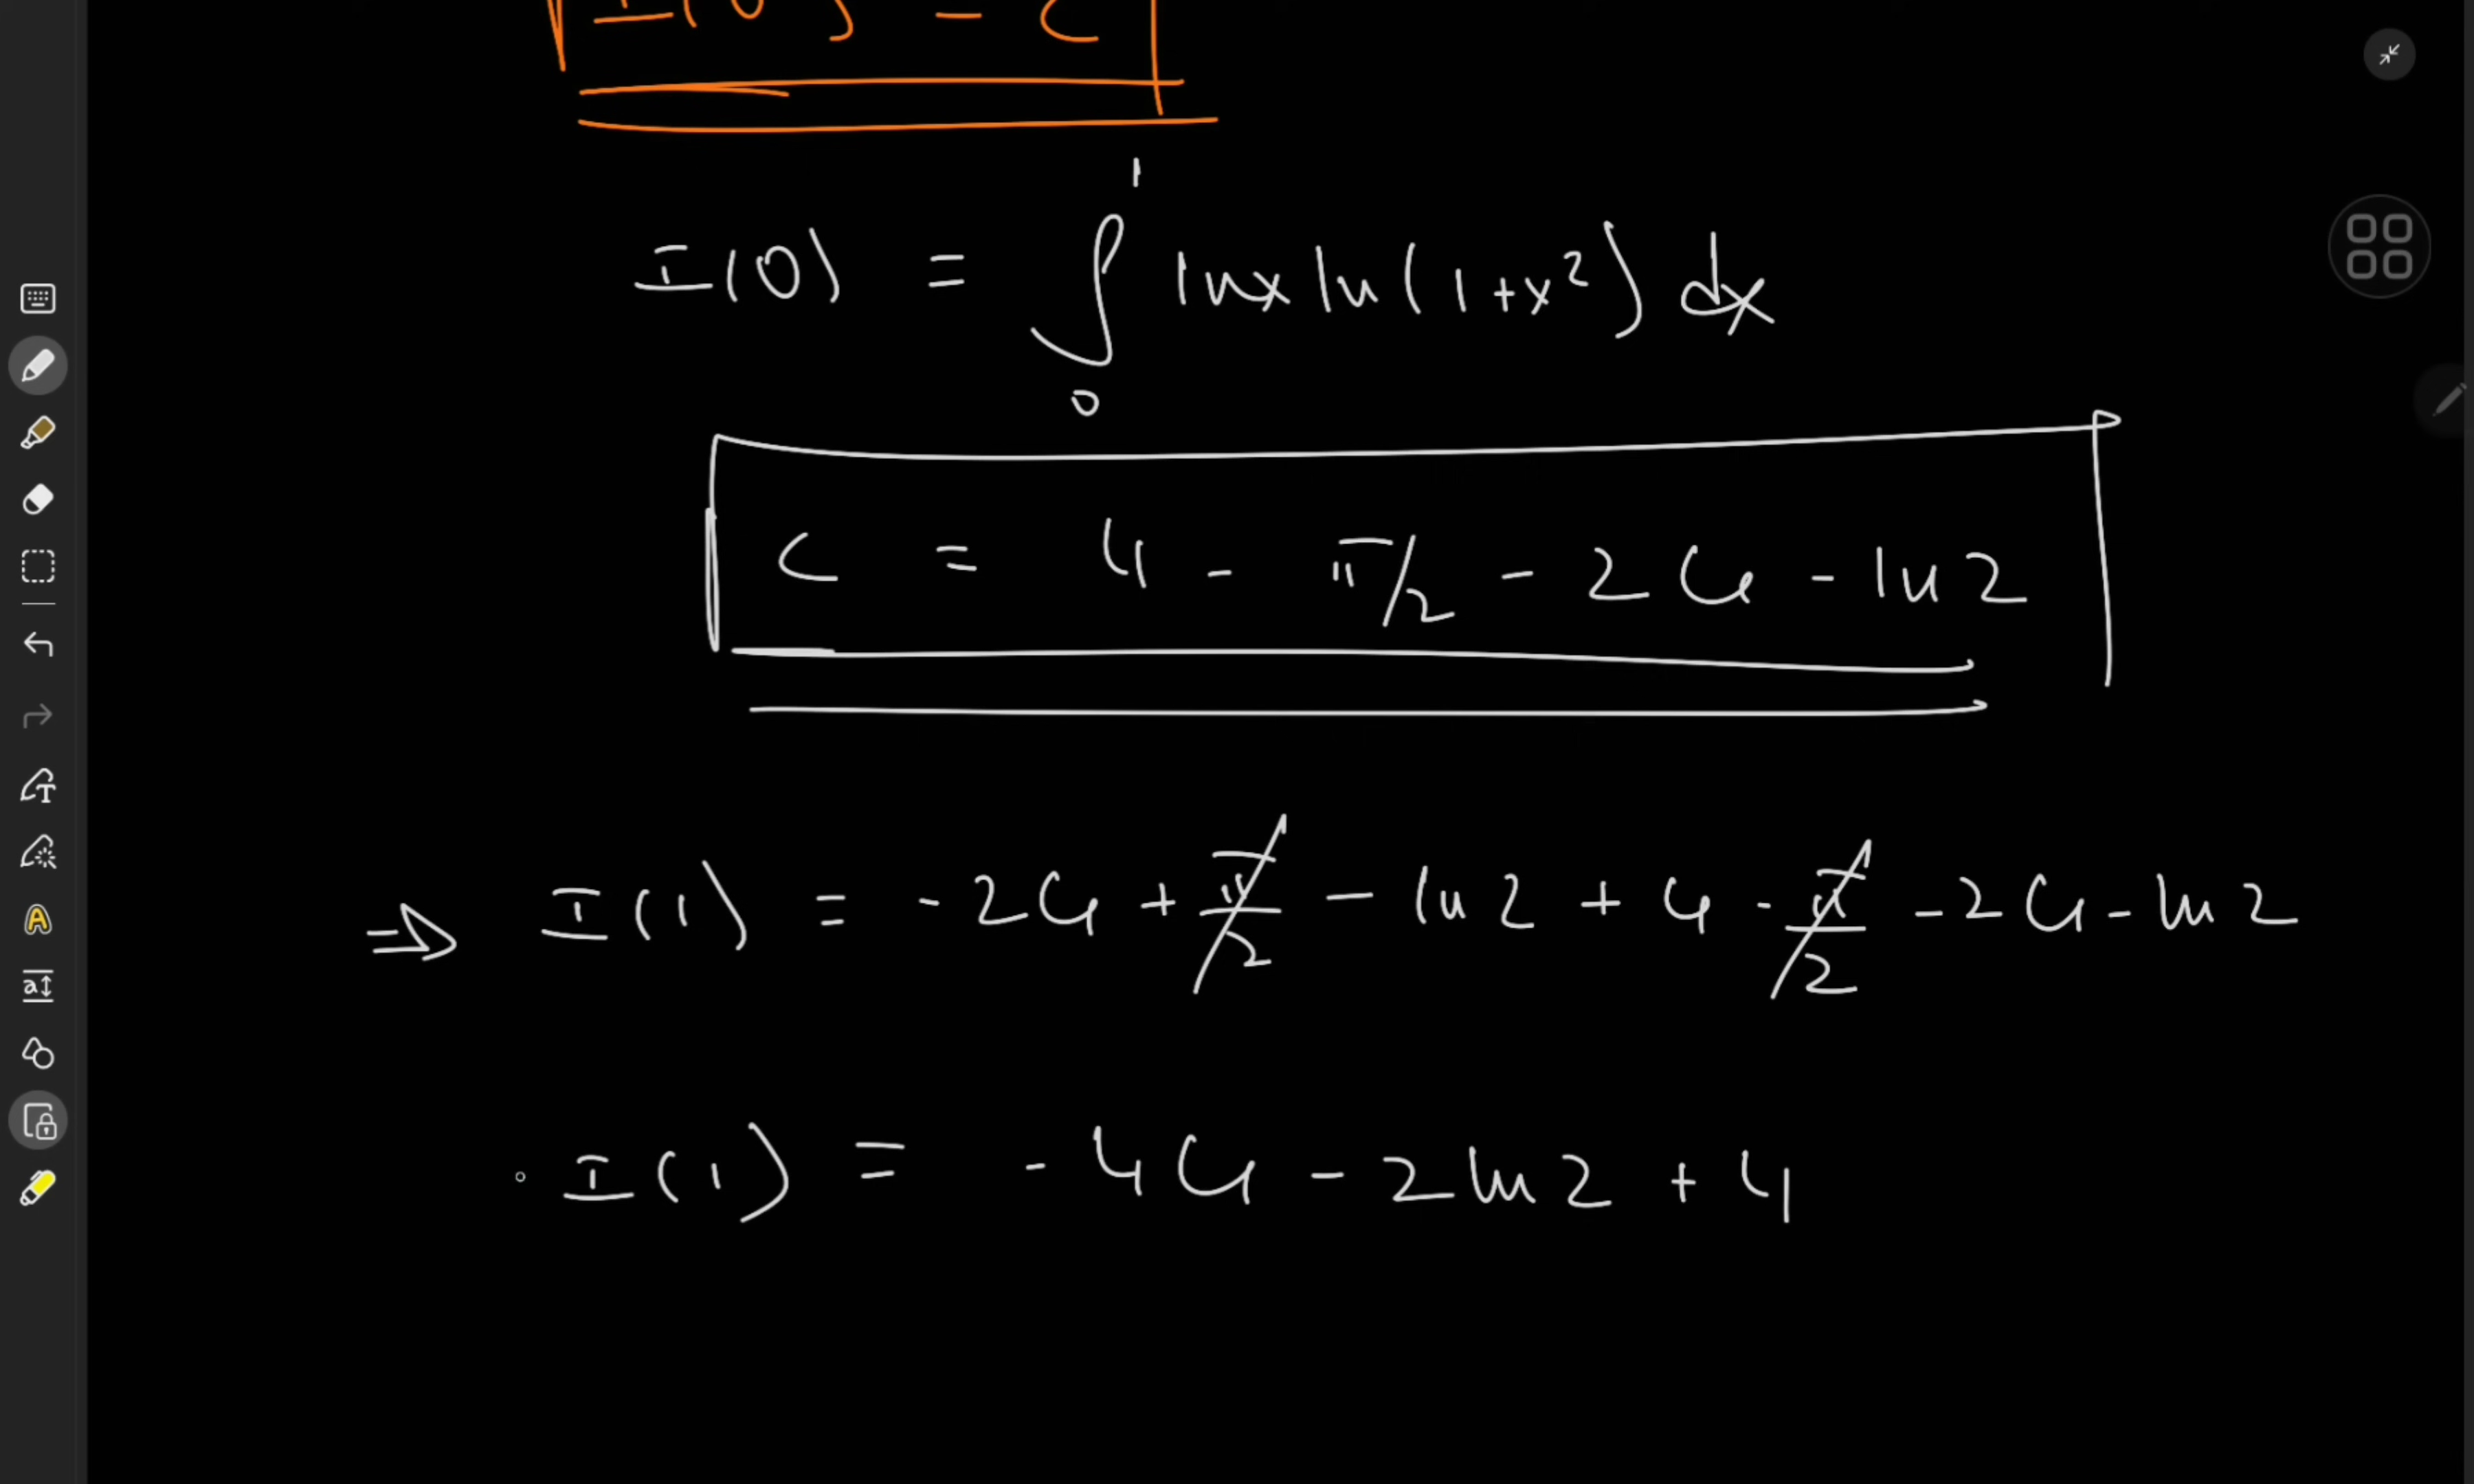 I(0) = C
I(0) = ∫₀¹ lnx ln(1+x²) dx
C = 4 - π/2 - 2G - ln2
⇒ I(1) = -2G + π/2 - ln2 + 4 - π/2 - 2G - ln2
I(1) = -4G - 2ln2 + 4